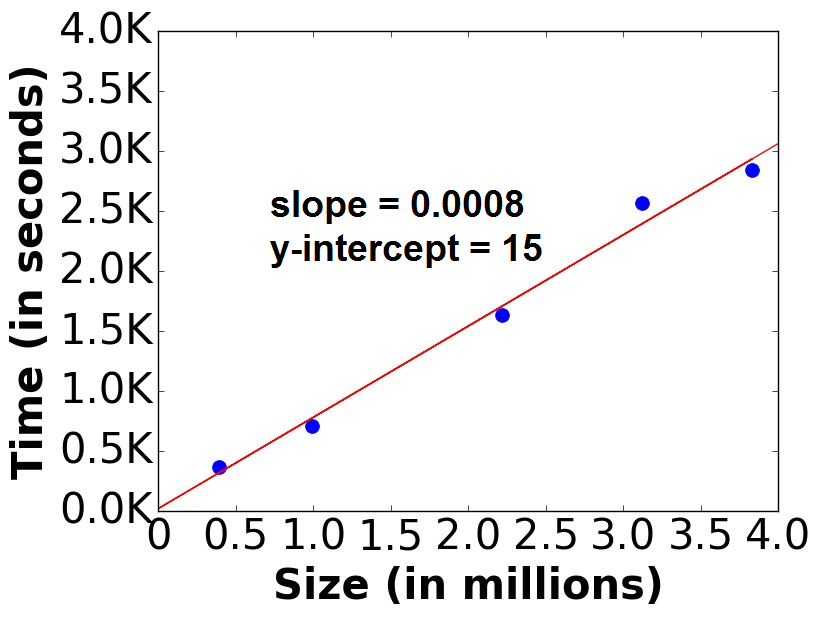 4.0K
3.5K
3.0K
2.5K
2.0K
1.5K
1.0K
0.5K
0.0K
Time (in seconds)
slope = 0.0008
y-intercept = 15
0 0.5 1.0 1.5 2.0 2.5 3.0 3.5 4.0
Size (in millions)